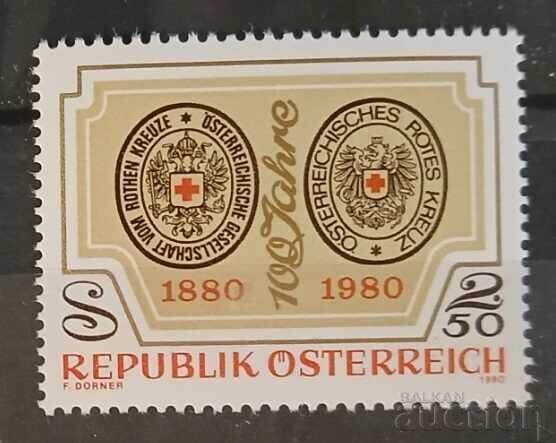 ÖSTERREICHISCHE GESELLSCHAFT VOM ROTHEN KREUZE
100 Jahre
ÖSTERREICHISCHES ROTES KREUZ
1880
1980
S
2 50
REPUBLIK ÖSTERREICH
F. DORNER
1980
BALKAN
auction